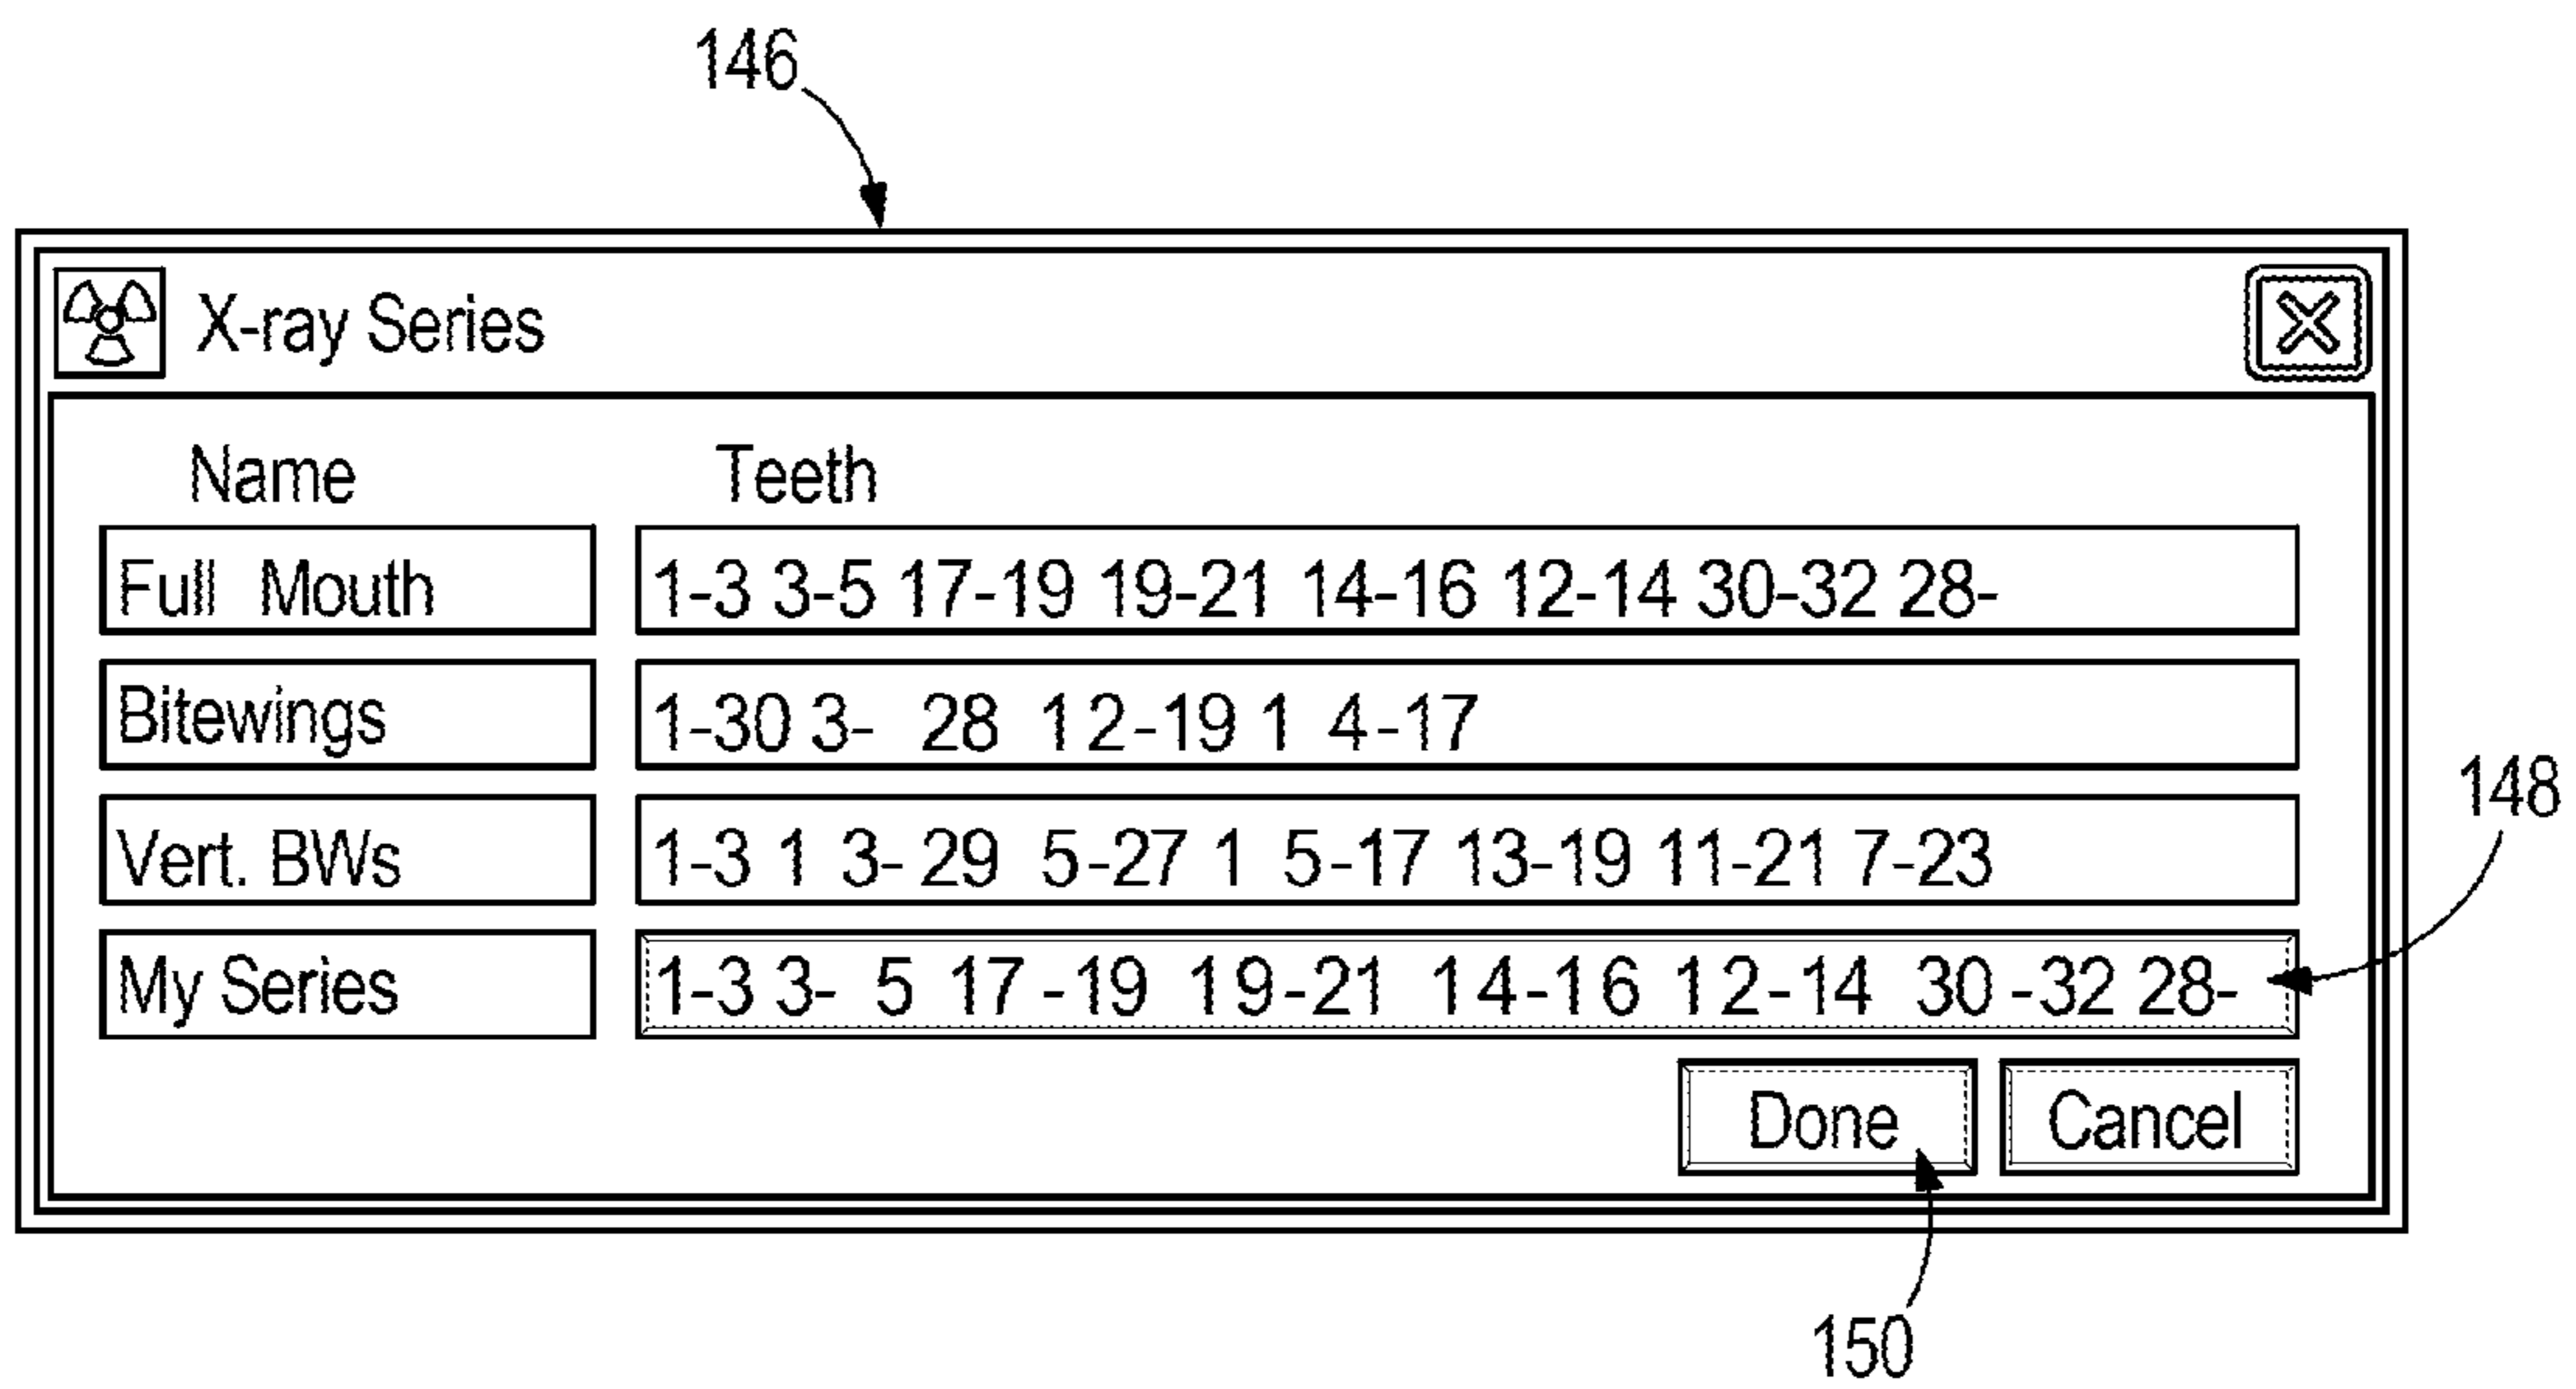 146
X-ray Series
Name Teeth
Full Mouth 1-3 3-5 17-19 19-21 14-16 12-14 30-32 28-
Bitewings 1-30 3- 28 1 2-19 1 4-17
148
Vert. BWs 1-3 1 3- 29 5-27 1 5-17 13-19 11-21 7-23
My Series 1-3 3- 5 17 -19 19-21 14-16 12-14 30 -32 28-
Done Cancel
150